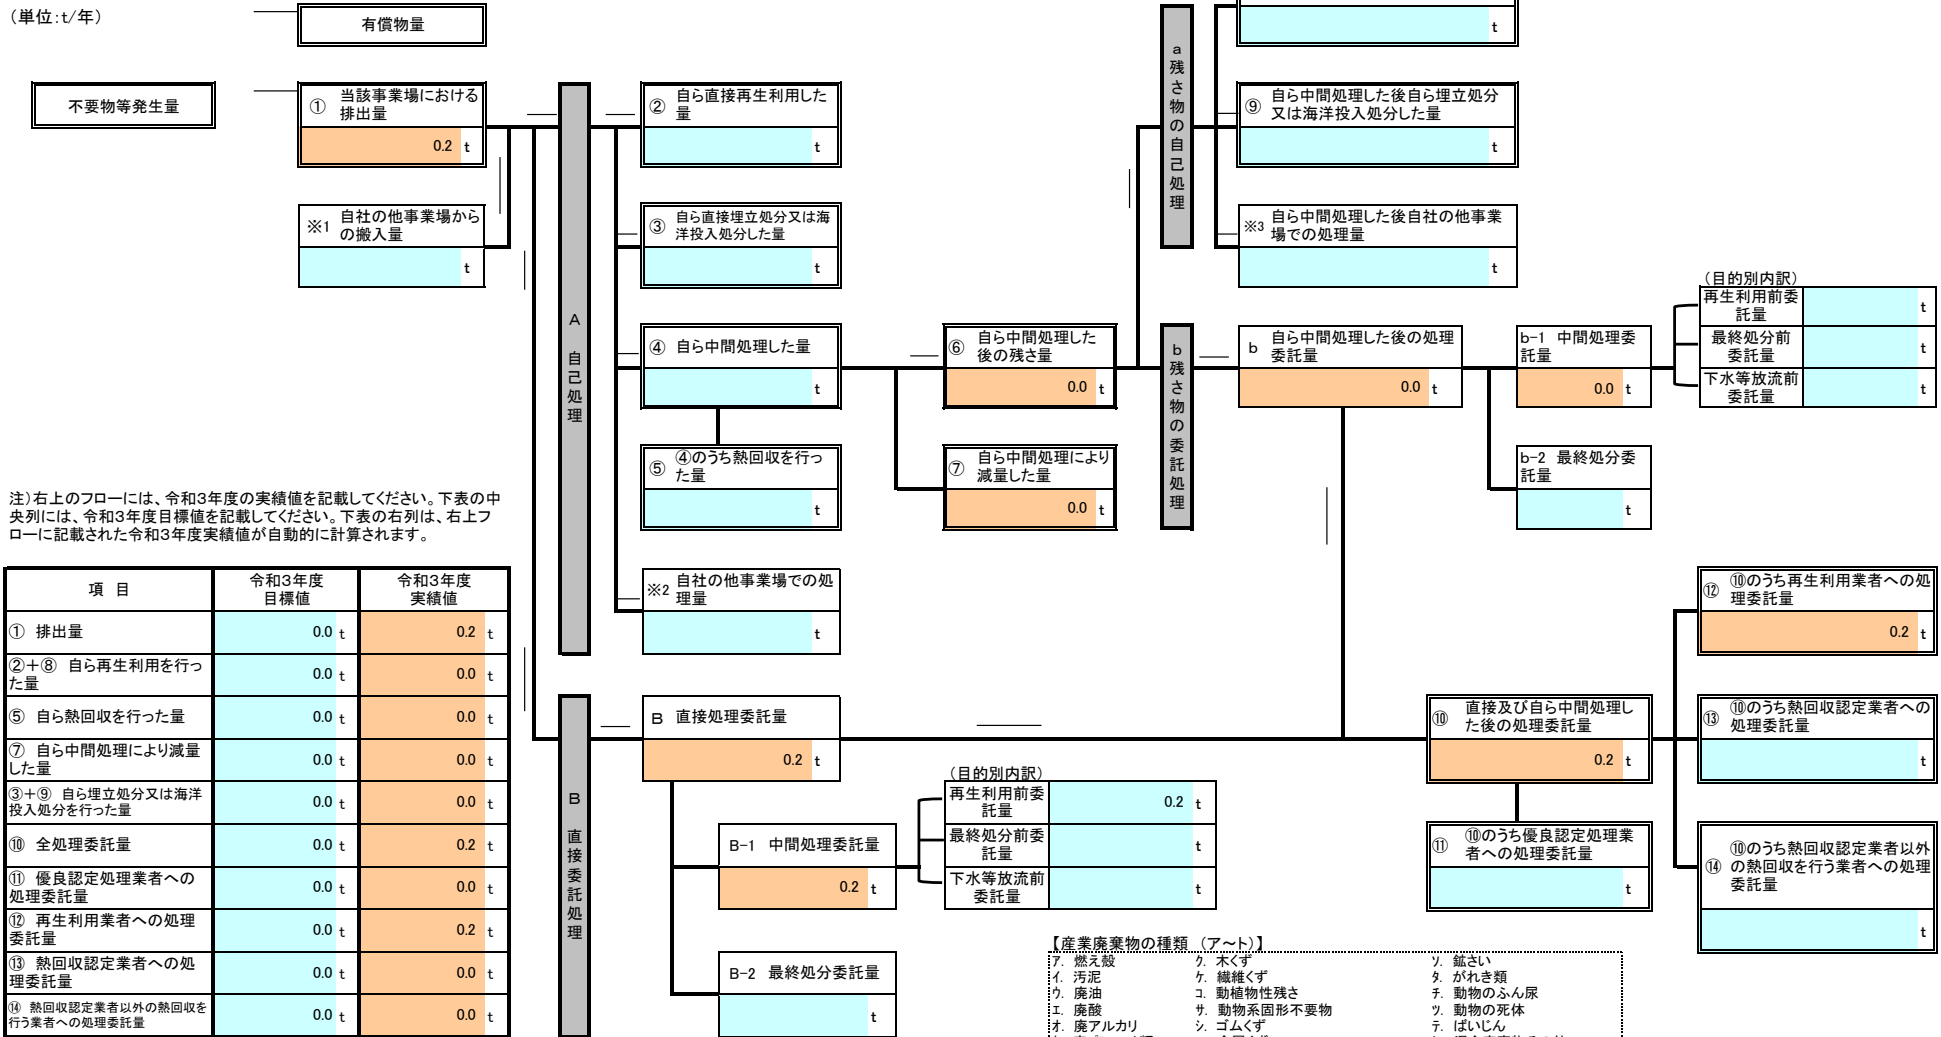 (単位:t/年)
有償物量
t
不要物等発生量
① 当該事業場における
排出量
0.2 t
※1 自社の他事業場から
の搬入量
t
A 自己処理
② 自ら直接再生利用した
量
t
③ 自ら直接埋立処分又は海
洋投入処分した量
t
④ 自ら中間処理した量
t
⑤ ④のうち熱回収を行っ
た量
t
※2 自社の他事業場での処
理量
t
⑥ 自ら中間処理した
後の残さ量
0.0 t
⑦ 自ら中間処理により
減量した量
0.0 t
a 残さ物の自己処理
⑨ 自ら中間処理した後自ら埋立処分
又は海洋投入処分した量
t
※3 自ら中間処理した後自社の他事業
場での処理量
t
b 残さ物の委託処理
b 自ら中間処理した後の処理
委託量
0.0 t
b-1 中間処理委
託量
0.0 t
b-2 最終処分委
託量
t
(目的別内訳)
再生利用前委
託量
t
最終処分前
委託量
t
下水等放流前
委託量
t
注)右上のフローには、令和3年度の実績値を記載してください。下表の中
央列には、令和3年度目標値を記載してください。下表の右列は、右上フ
ローに記載された令和3年度実績値が自動的に計算されます。
項 目 令和3年度 目標値 令和3年度 実績値
① 排出量 0.0 t 0.2 t
②+⑧ 自ら再生利用を行っ
た量 0.0 t 0.0 t
⑤ 自ら熱回収を行った量 0.0 t 0.0 t
⑦ 自ら中間処理により減量
した量 0.0 t 0.0 t
③+⑨ 自ら埋立処分又は海洋
投入処分を行った量 0.0 t 0.0 t
⑩ 全処理委託量 0.0 t 0.2 t
⑪ 優良認定処理業者への
処理委託量 0.0 t 0.0 t
⑫ 再生利用業者への処理
委託量 0.0 t 0.2 t
⑬ 熱回収認定業者への処
理委託量 0.0 t 0.0 t
⑭ 熱回収認定業者以外の熱回収を
行う業者への処理委託量 0.0 t 0.0 t
B 直接委託処理
B 直接処理委託量
0.2 t
B-1 中間処理委託量
0.2 t
B-2 最終処分委託量
t
(目的別内訳)
再生利用前委
託量
0.2 t
最終処分前委
託量
t
下水等放流前
委託量
t
⑩ 直接及び自ら中間処理し
た後の処理委託量
0.2 t
⑪ ⑩のうち優良認定処理業
者への処理委託量
t
⑫ ⑩のうち再生利用業者への処
理委託量
0.2 t
⑬ ⑩のうち熱回収認定業者への
処理委託量
t
⑭ ⑩のうち熱回収認定業者以外
の熱回収を行う業者への処理
委託量
t
【産業廃棄物の種類 (ア~ト)】
ア. 燃え殻 ク. 木くず ソ. 鉱さい
イ. 汚泥 ケ. 繊維くず タ. がれき類
ウ. 廃油 コ. 動植物性残さ チ. 動物のふん尿
エ. 廃酸 サ. 動物系固形不要物 ツ. 動物の死体
オ. 廃アルカリ シ. ゴムくず テ. ばいじん